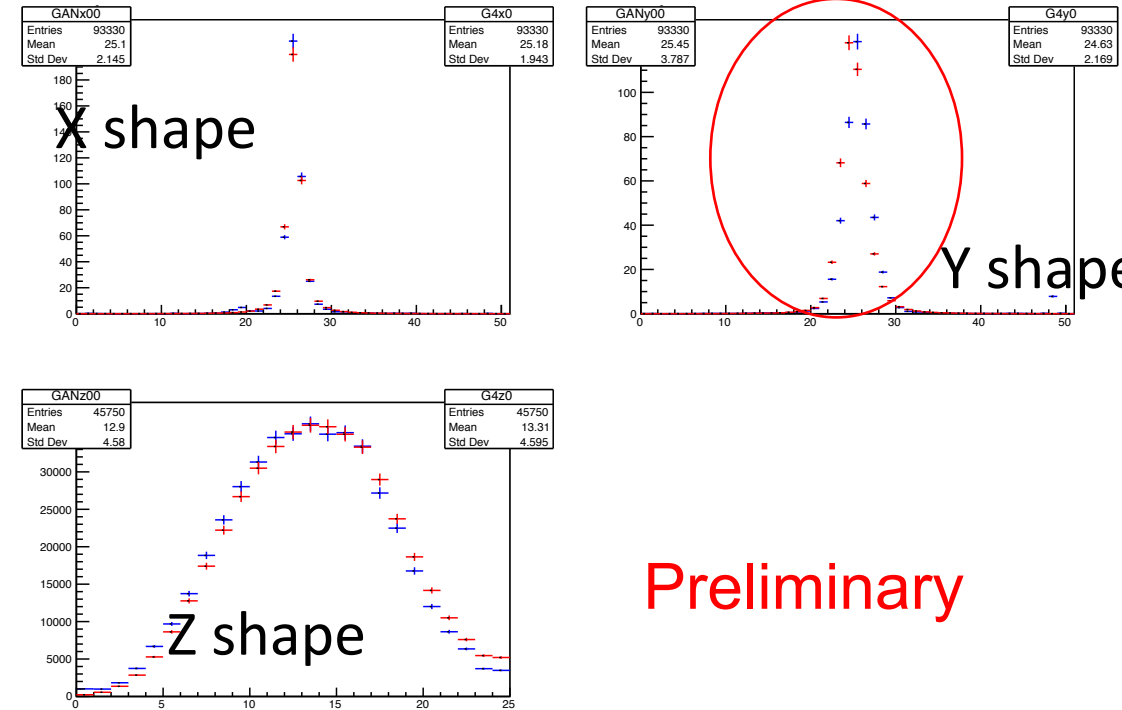 GANx00
Entries 93330
Mean 25.1
Std Dev 2.145
G4x0
Entries 93330
Mean 25.18
Std Dev 1.943
X shape
180
160
140
120
100
80
60
40
20
0
0 10 20 30 40 50
GANy00
Entries 93330
Mean 25.45
Std Dev 3.787
G4y0
Entries 93330
Mean 24.63
Std Dev 2.169
100
80
60
40
20
0
Y shape
0 10 20 30 40 50
GANz00
Entries 45750
Mean 12.9
Std Dev 4.58
G4z0
Entries 45750
Mean 13.31
Std Dev 4.595
30000
25000
20000
15000
10000
5000
0
Z shape
0 5 10 15 20 25
Preliminary